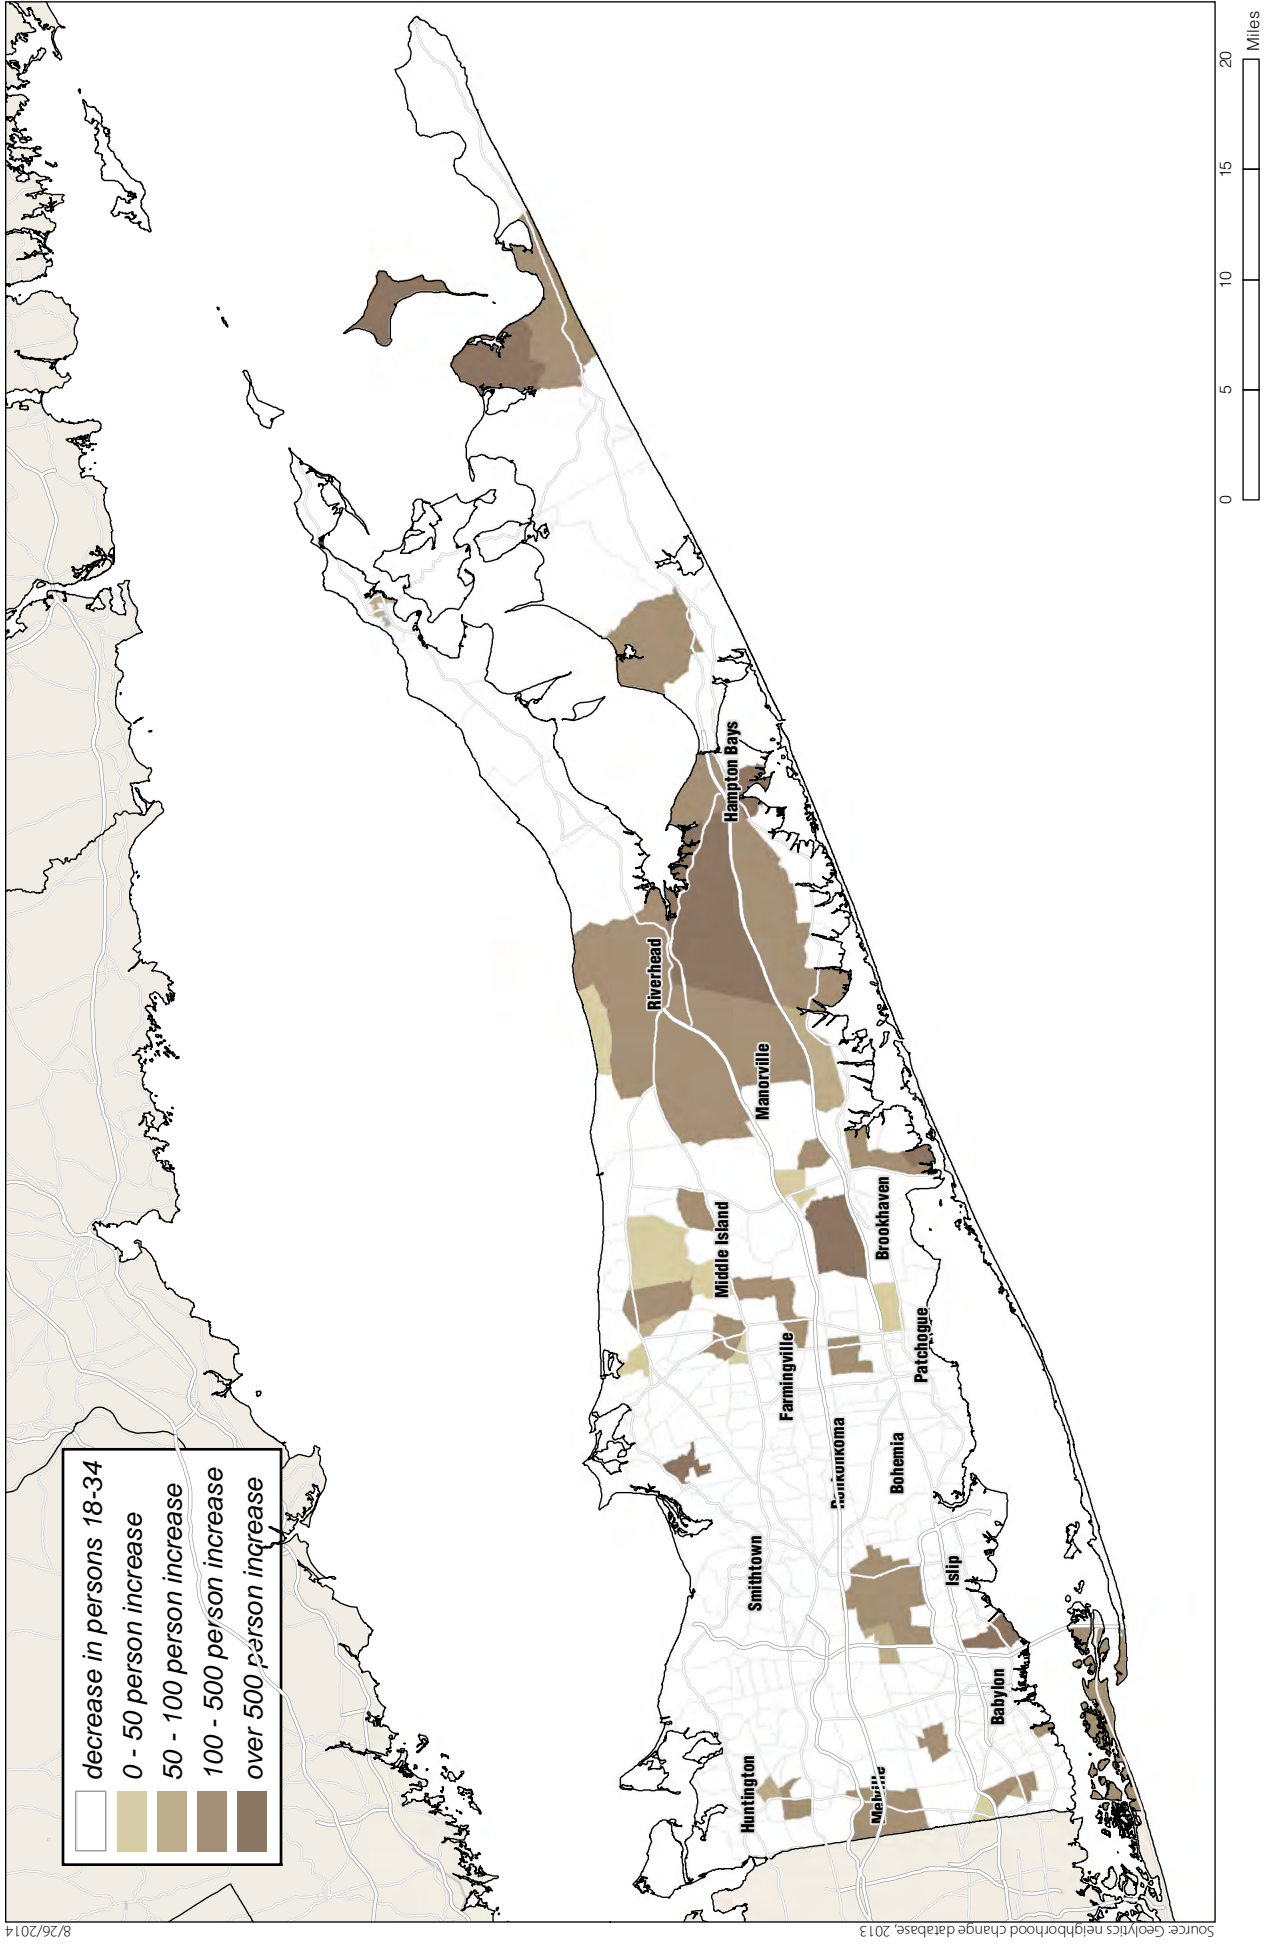 decrease in persons 18-34
0 - 50 person increase
50 - 100 person increase
100 - 500 person increase
over 500 person increase
Hampton Bays
Riverhead
Manorville
Middle Island
Brookhaven
Farmingville
Patchogue
Ronkonkoma
Bohemia
Smithtown
Islip
Babylon
Huntington
Melville
0 5 10 15 20
Miles
Source: Geolytics neighborhood change database, 2013
8/26/2014